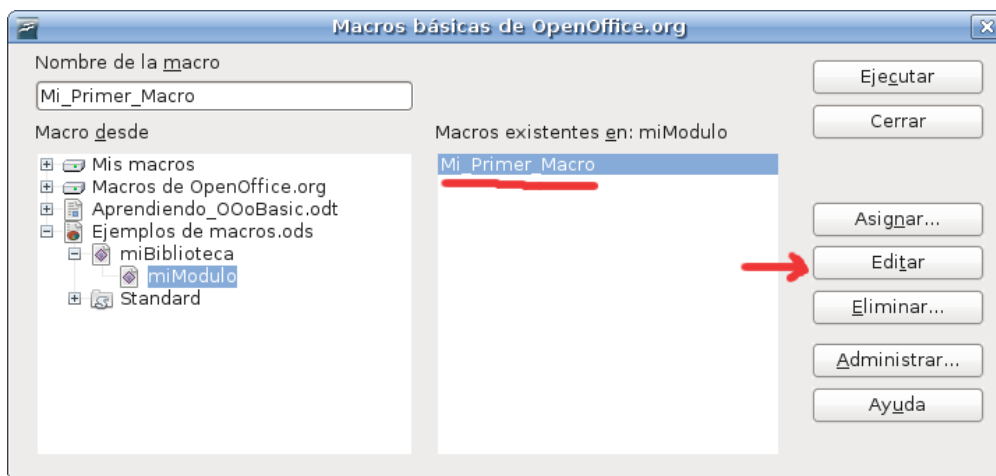 Macros básicas de OpenOffice.org
Nombre de la macro
Mi_Primer_Macro
Macro desde
Mis macros
Macros de OpenOffice.org
Aprendiendo_OOoBasic.odt
Ejemplos de macros.ods
miBiblioteca
miModulo
Standard
Macros existentes en: miModulo
Mi_Primer_Macro
Ejecutar
Cerrar
Asignar...
Editar
Eliminar...
Administrar...
Ayuda